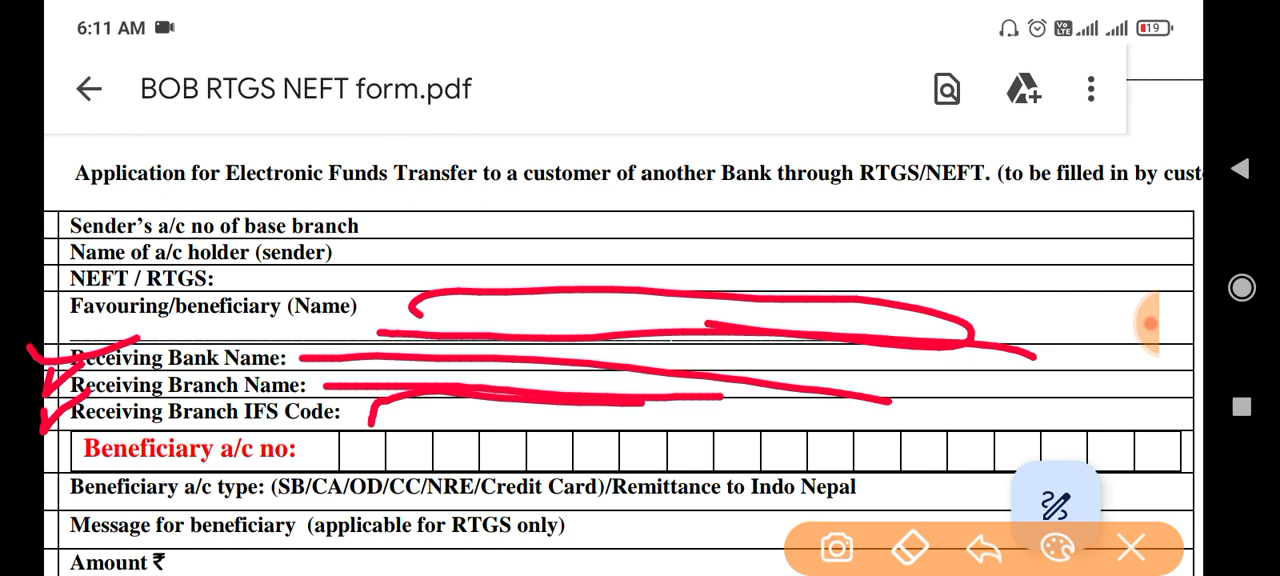 6:11 AM
Vo LTE 19
BOB RTGS NEFT form.pdf
Application for Electronic Funds Transfer to a customer of another Bank through RTGS/NEFT. (to be filled in by cust
Sender's a/c no of base branch
Name of a/c holder (sender)
NEFT / RTGS:
Favouring/beneficiary (Name)
Receiving Bank Name:
Receiving Branch Name:
Receiving Branch IFS Code:
Beneficiary a/c no:
Beneficiary a/c type: (SB/CA/OD/CC/NRE/Credit Card)/Remittance to Indo Nepal
Message for beneficiary (applicable for RTGS only)
Amount ₹